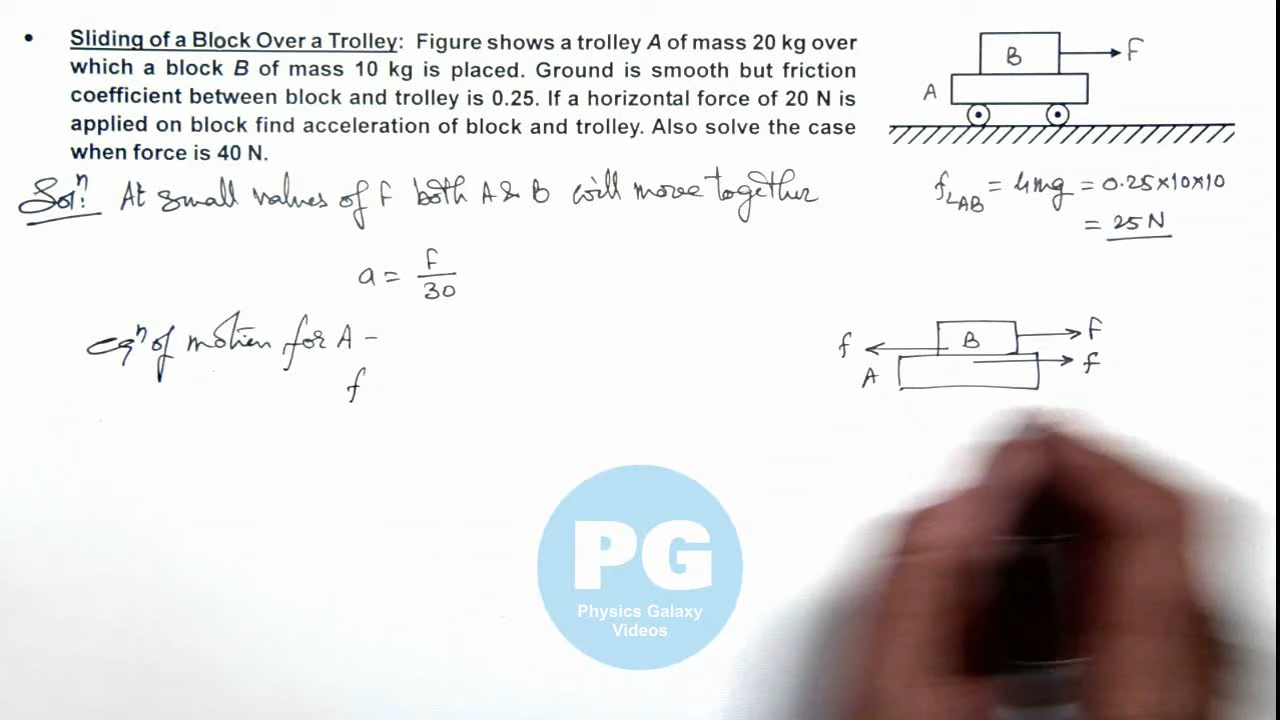 • Sliding of a Block Over a Trolley: Figure shows a trolley A of mass 20 kg over
which a block B of mass 10 kg is placed. Ground is smooth but friction
coefficient between block and trolley is 0.25. If a horizontal force of 20 N is
applied on block find acceleration of block and trolley. Also solve the case
when force is 40 N.
B
F
A
Solⁿ: At small values of F both A & B will move together
f_LAB = μmg = 0.25×10×10
= 25 N
a = F/30
eqⁿ of motion for A -
f
B
F
f
f
A
PG
Physics Galaxy
Videos